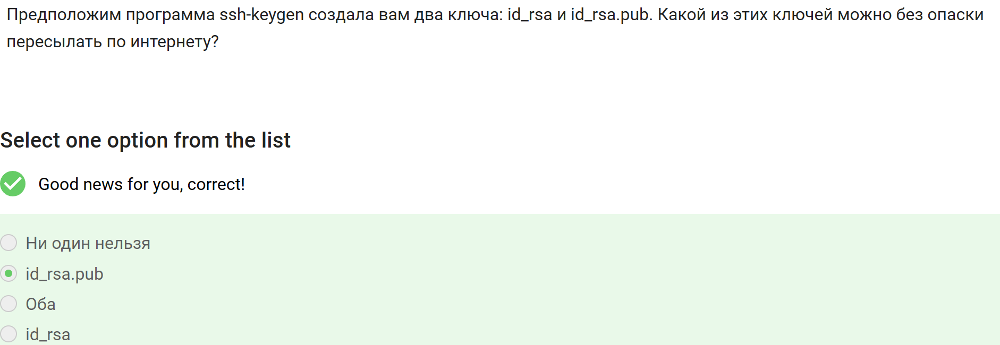 Предположим программа ssh-keygen создала вам два ключа: id_rsa и id_rsa.pub. Какой из этих ключей можно без опаски
пересылать по интернету?
Select one option from the list
Good news for you, correct!
Ни один нельзя
id_rsa.pub
Оба
id_rsa